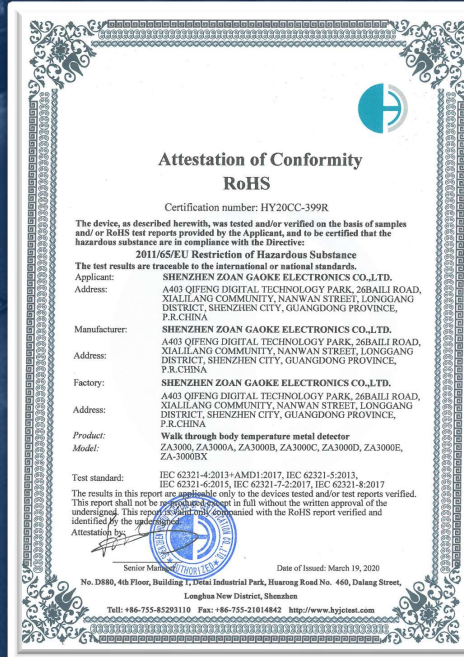 Attestation of Conformity
RoHS
Certification number: HY20CC-399R
The device, as described herewith, was tested and/or verified on the basis of samples
and/ or RoHS test reports provided by the Applicant, and to be certified that the
hazardous substance are in compliance with the Directive:
2011/65/EU Restriction of Hazardous Substance
The test results are traceable to the international or national standards.
Applicant: SHENZHEN ZOAN GAOKE ELECTRONICS CO.,LTD.
Address: A403 QIFENG DIGITAL TECHNOLOGY PARK, 26BAILI ROAD,
XIALILANG COMMUNITY, NANWAN STREET, LONGGANG
DISTRICT, SHENZHEN CITY, GUANGDONG PROVINCE,
P.R.CHINA
Manufacturer: SHENZHEN ZOAN GAOKE ELECTRONICS CO.,LTD.
Address: A403 QIFENG DIGITAL TECHNOLOGY PARK, 26BAILI ROAD,
XIALILANG COMMUNITY, NANWAN STREET, LONGGANG
DISTRICT, SHENZHEN CITY, GUANGDONG PROVINCE,
P.R.CHINA
Factory: SHENZHEN ZOAN GAOKE ELECTRONICS CO.,LTD.
Address: A403 QIFENG DIGITAL TECHNOLOGY PARK, 26BAILI ROAD,
XIALILANG COMMUNITY, NANWAN STREET, LONGGANG
DISTRICT, SHENZHEN CITY, GUANGDONG PROVINCE,
P.R.CHINA
Product: Walk through body temperature metal detector
Model: ZA3000, ZA3000A, ZA3000B, ZA3000C, ZA3000D, ZA3000E,
ZA-3000BX
Test standard: IEC 62321-4:2013+AMD1:2017, IEC 62321-5:2013,
IEC 62321-6:2015, IEC 62321-7-2:2017, IEC 62321-8:2017
The results in this report are applicable only to the devices tested and/or test reports verified.
This report shall not be reproduced except in full without the written approval of the
undersigned. This report is valid only companied with the RoHS report verified and
identified by the undersigned.
Attestation by:
Senior Manager Date of Issued: March 19, 2020
No. D880, 4th Floor, Building 1, Detai Industrial Park, Huarong Road No. 460, Dalang Street,
Longhua New District, Shenzhen
Tell: +86-755-85293110 Fax: +86-755-21014842 http://www.hyjctest.com